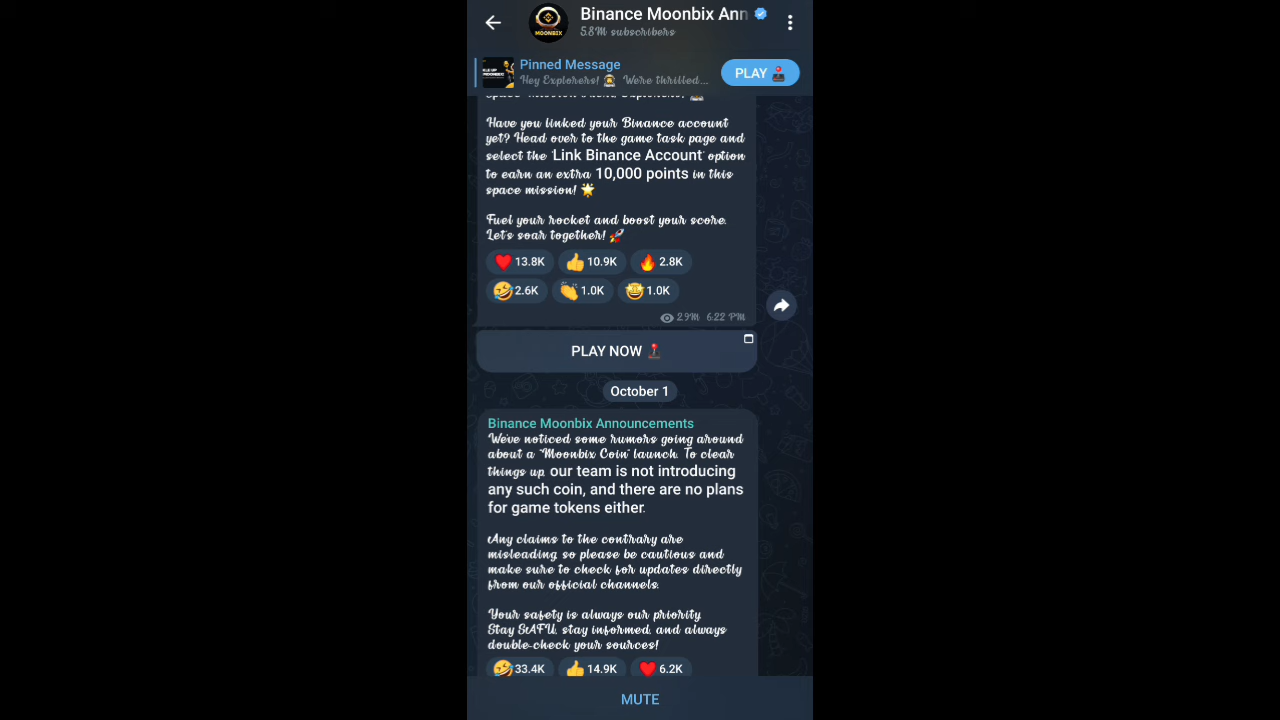 Binance Moonbix Ann
5.8M subscribers
MOONBIX
Pinned Message
Hey Explorers! 👩‍🚀 We're thrilled...
PLAY 🕹️
Have you linked your Binance account
yet? Head over to the game task page and
select the 'Link Binance Account' option
to earn an extra 10,000 points in this
space mission! 🌟
Fuel your rocket and boost your score.
Let's soar together! 🚀
❤️ 13.8K 👍 10.9K 🔥 2.8K
🤣 2.6K 👏 1.0K 🤩 1.0K
2.9M 6:22 PM
PLAY NOW 🕹️
October 1
Binance Moonbix Announcements
We've noticed some rumors going around
about a "Moonbix Coin" launch. To clear
things up, our team is not introducing
any such coin, and there are no plans
for game tokens either.
Any claims to the contrary are
misleading, so please be cautious and
make sure to check for updates directly
from our official channels.
Your safety is always our priority.
Stay SAFU, stay informed, and always
double-check your sources!
🤣 33.4K 👍 14.9K ❤️ 6.2K
MUTE